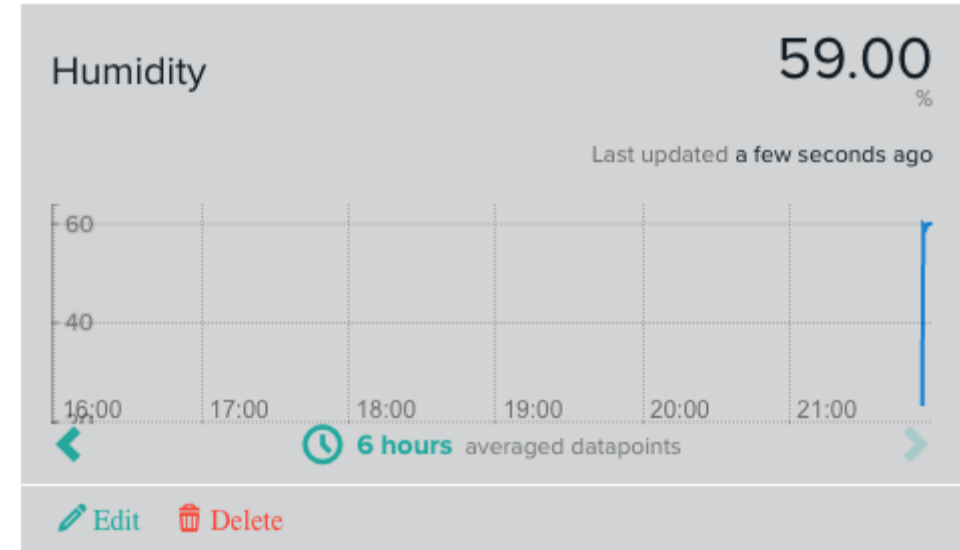 Humidity
59.00
%
Last updated a few seconds ago
60
40
16:00 17:00 18:00 19:00 20:00 21:00
6 hours averaged datapoints
Edit Delete